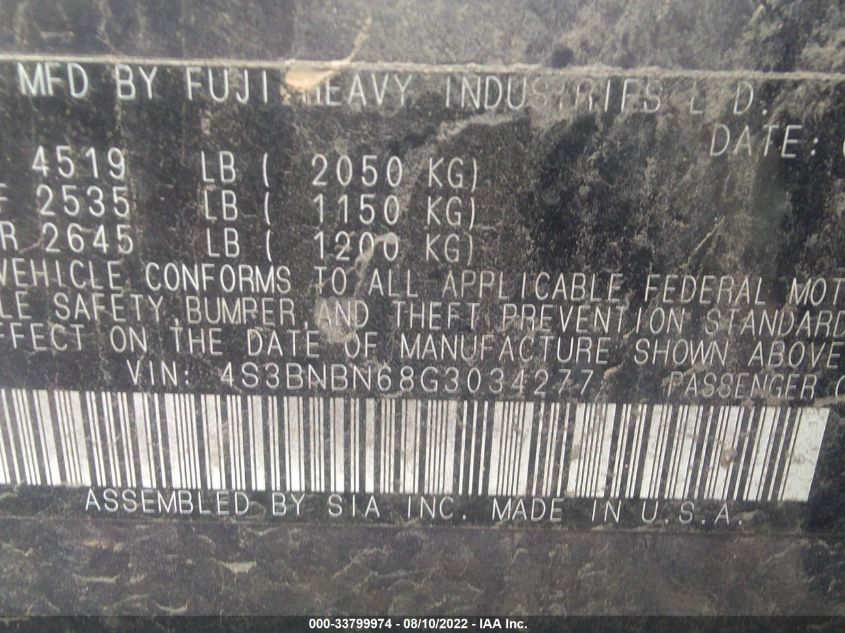 MFD BY FUJI HEAVY INDUSTRIES LTD.
DATE:
4519 LB ( 2050 KG)
F 2535 LB ( 1150 KG)
R 2645 LB ( 1200 KG)
VEHICLE CONFORMS TO ALL APPLICABLE FEDERAL MOT
LE SAFETY, BUMPER, AND THEFT PREVENTION STANDARD
FFECT ON THE DATE OF MANUFACTURE SHOWN ABOVE
VIN: 4S3BNBN68G3034277 PASSENGER
ASSEMBLED BY SIA INC. MADE IN U.S.A.
000-33799974 - 08/10/2022 - IAA Inc.